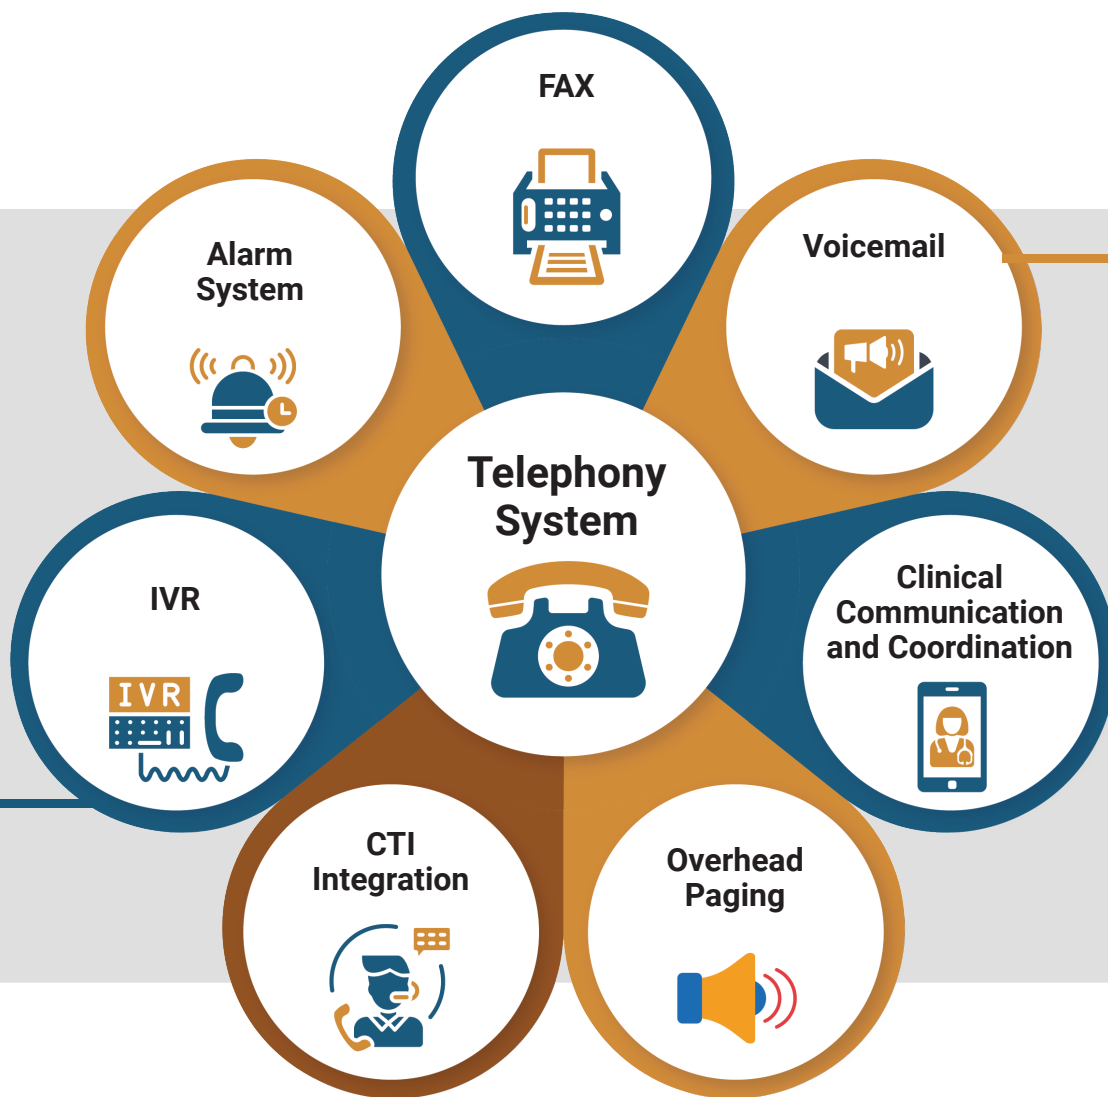 FAX
Alarm
System
Voicemail
Telephony
System
IVR
IVR
Clinical
Communication
and Coordination
CTI
Integration
Overhead
Paging